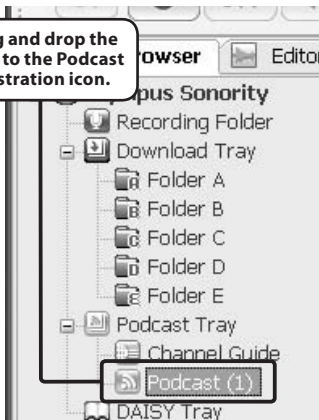 and drop the
to the Podcast
stration icon.
owser Editor
pus Sonority
Recording Folder
Download Tray
Folder A
Folder B
Folder C
Folder D
Folder E
Podcast Tray
Channel Guide
Podcast (1)
DAISY Tray